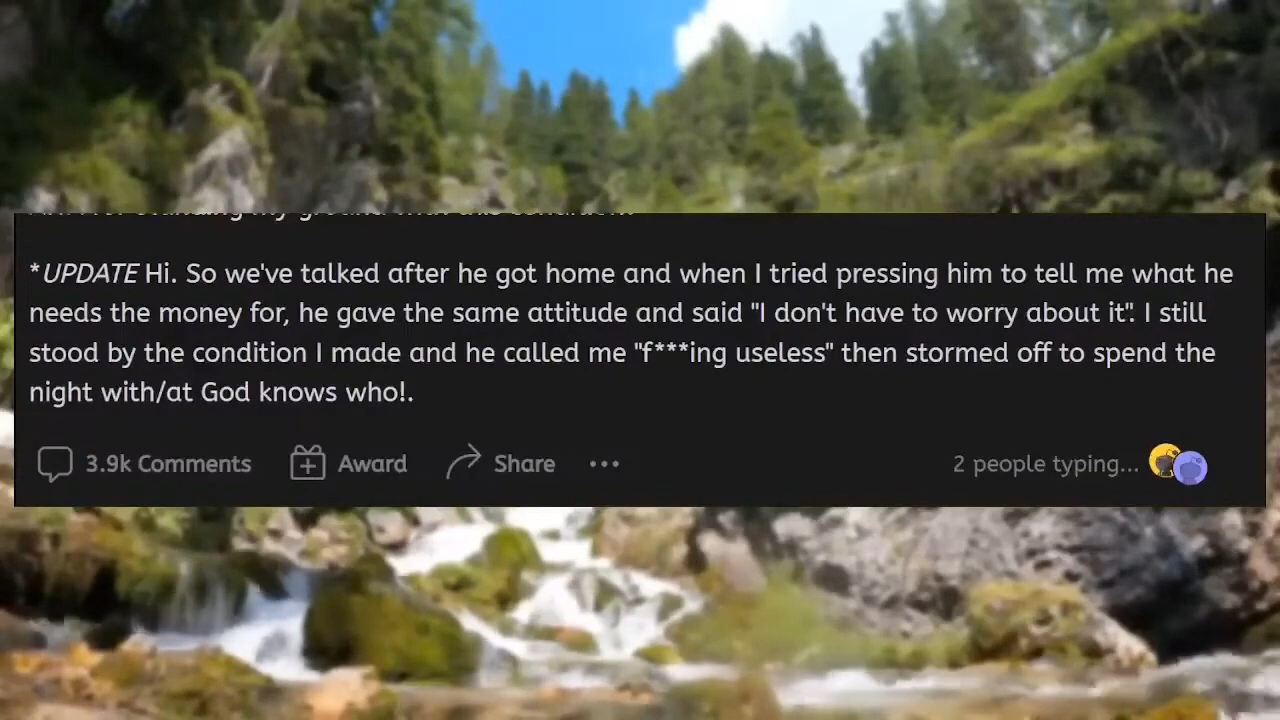 *UPDATE Hi. So we've talked after he got home and when I tried pressing him to tell me what he
needs the money for, he gave the same attitude and said "I don't have to worry about it". I still
stood by the condition I made and he called me "f***ing useless" then stormed off to spend the
night with/at God knows who!.
3.9k Comments Award Share ... 2 people typing...